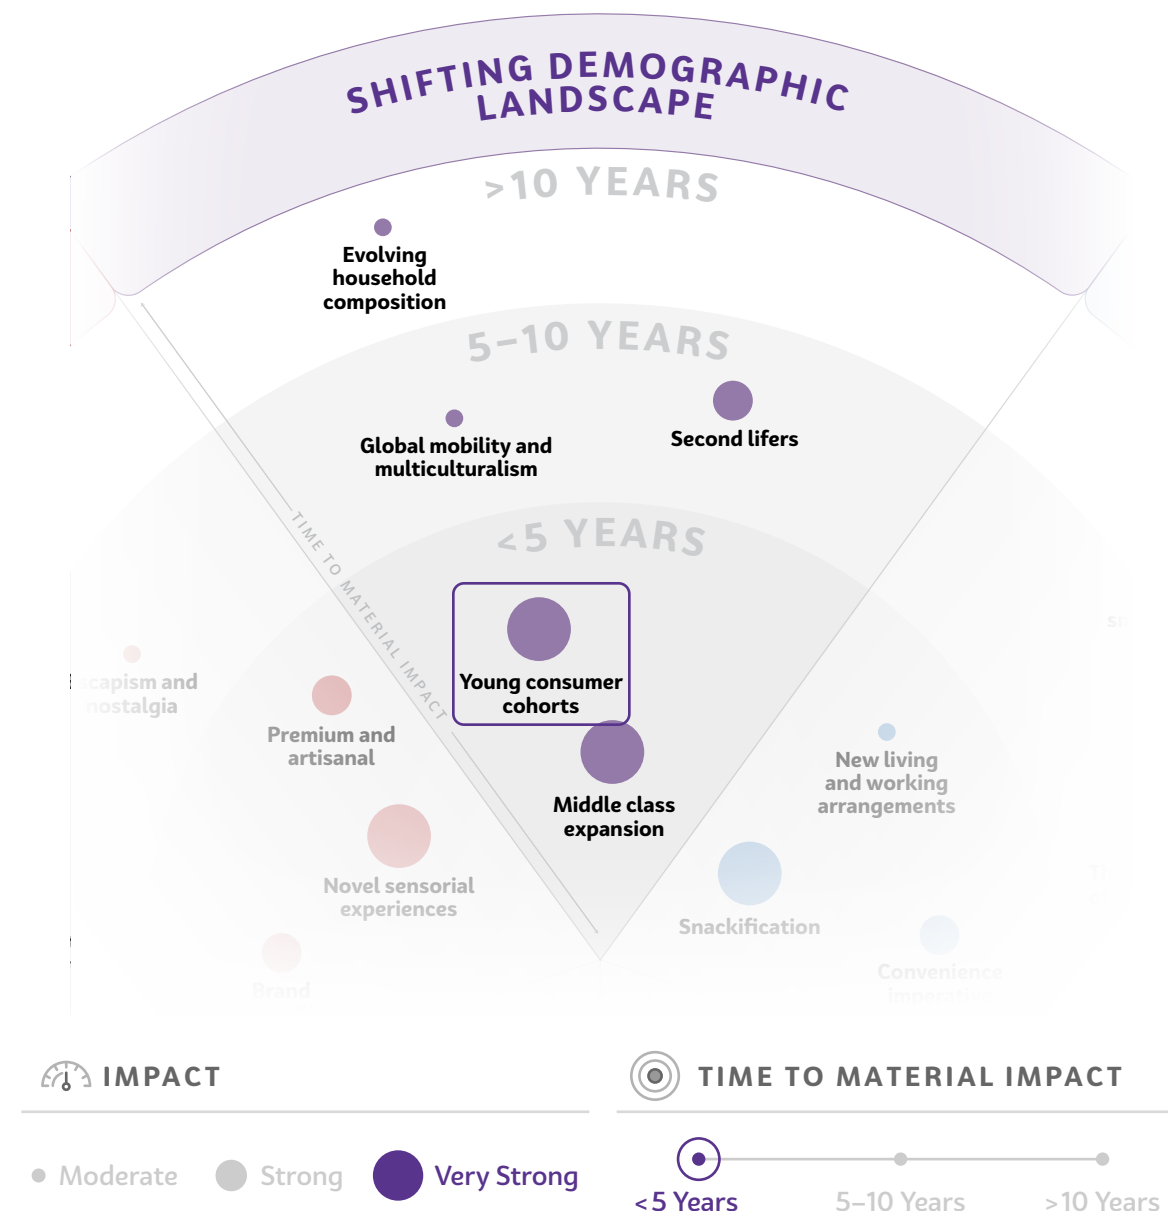 SHIFTING DEMOGRAPHIC
LANDSCAPE
>10 YEARS
Evolving
household
composition
5–10 YEARS
Global mobility and
multiculturalism
Second lifers
<5 YEARS
TIME TO MATERIAL IMPACT
Young consumer
cohorts
Middle class
expansion
scapism and
nostalgia
Premium and
artisanal
Novel sensorial
experiences
Brand
New living
and working
arrangements
Snackification
Convenience
IMPACT
Moderate
Strong
Very Strong
TIME TO MATERIAL IMPACT
<5 Years
5–10 Years
>10 Years